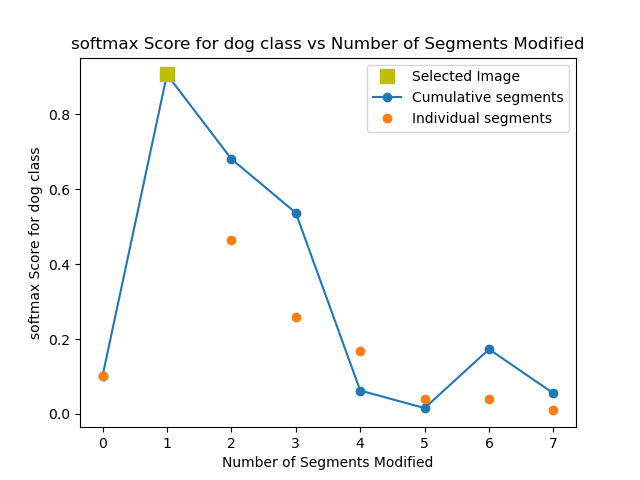 softmax Score for dog class vs Number of Segments Modified
Selected Image
Cumulative segments
Individual segments
softmax Score for dog class
0.8
0.6
0.4
0.2
0.0
0 1 2 3 4 5 6 7
Number of Segments Modified